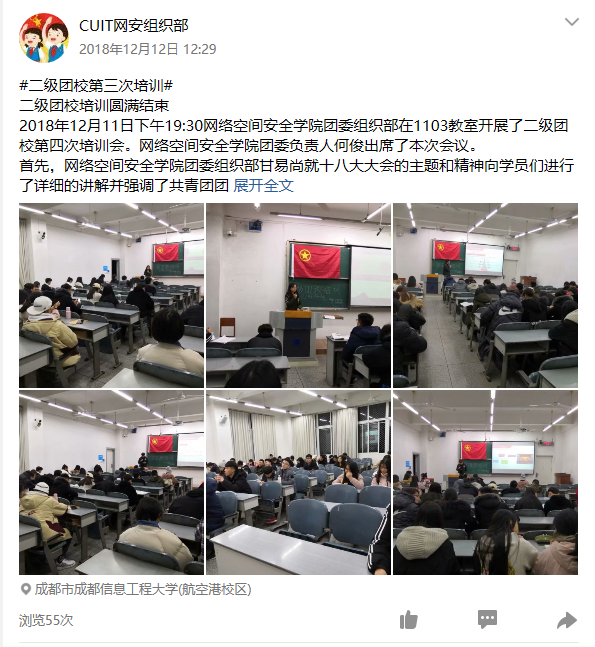 CUIT网安组织部
2018年12月12日 12:29
#二级团校第三次培训#
二级团校培训圆满结束
2018年12月11日下午19:30网络空间安全学院团委组织部在1103教室开展了二级团
校第四次培训会。网络空间安全学院团委负责人何俊出席了本次会议。
首先，网络空间安全学院团委组织部甘易尚就十八大大会的主题和精神向学员们进行
了详细的讲解并强调了共青团团 展开全文
成都市成都信息工程大学(航空港校区)
浏览55次